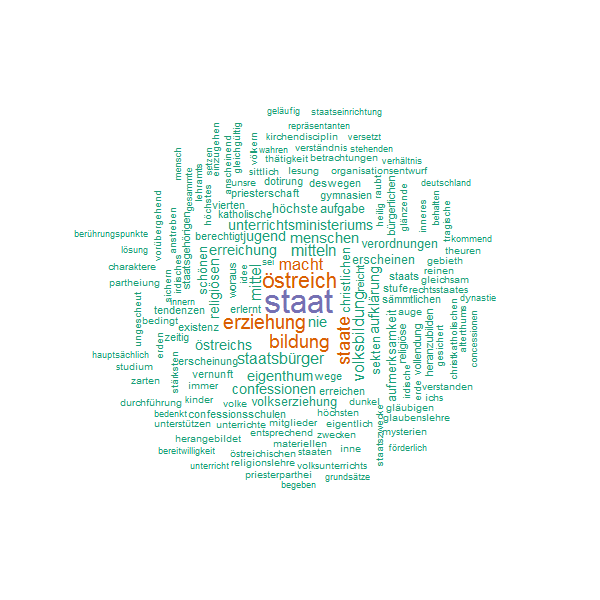 geläufig staatseinrichtung
repräsentanten
kirchendisciplin versetzt
wahren verständnis stehenden
thätigkeit betrachtungen verhältnis
sittlich lesung organisationsentwurf
unsre dotirung deswegen
priesterschaft gymnasien
deutschland
mensch
setzen
einzugehen
anscheinend
gleichgültig
völkern
lehramts
gesammte
höchstes
vierten
katholische
höchste aufgabe
heilig
raubt
bürgerlichen
glänzende
inneres
behalten
tragische
vorübergehend
anstreben
staatsgehörigen
unterrichtsministeriums
berührungspunkte
berechtigt
jugend
menschen
verordnungen
kommend
lösung
irdisches
schönen
erreichung
mitteln
erscheinen
theuren
charaktere
sichern
religiösen
woraus
idee
mittel
sei
macht
christlichen
reicht
aufklärung
staats
gebieth
reinen
gleichsam
partheiung
innern
östreich
stufe
rechtsstaates
sämmtlichen
dynastie
tendenzen
erlernt
staat
volksbildung
auge
ungescheut
bedingt
existenz
erziehung
nie
staate
sekten
aufmerksamkeit
religiöse
vollendung
heranzubilden
gesichert
christkatholischen
afterthums
concessionen
zeitig
erden
östreichs
bildung
hauptsächlich
erscheinung
staatsbürger
studium
stärksten
vernunft
eigenthum
wege
irdische
erde
verstanden
zarten
immer
confessionen
erreichen
ichs
durchführung
kinder
volke
volkserziehung
dunkel
gläubigen
bedenkt
confessionsschulen
höchsten
staatszwecke
glaubenslehre
unterstützen
unterrichte
mitglieder
eigentlich
mysterien
herangebildet
entsprechend
zwecken
bereitwilligkeit
materiellen
inne
förderlich
östreichischen
staaten
unterricht
religionslehre
volksunterrichts
priesterparthei
grundsätze
begeben